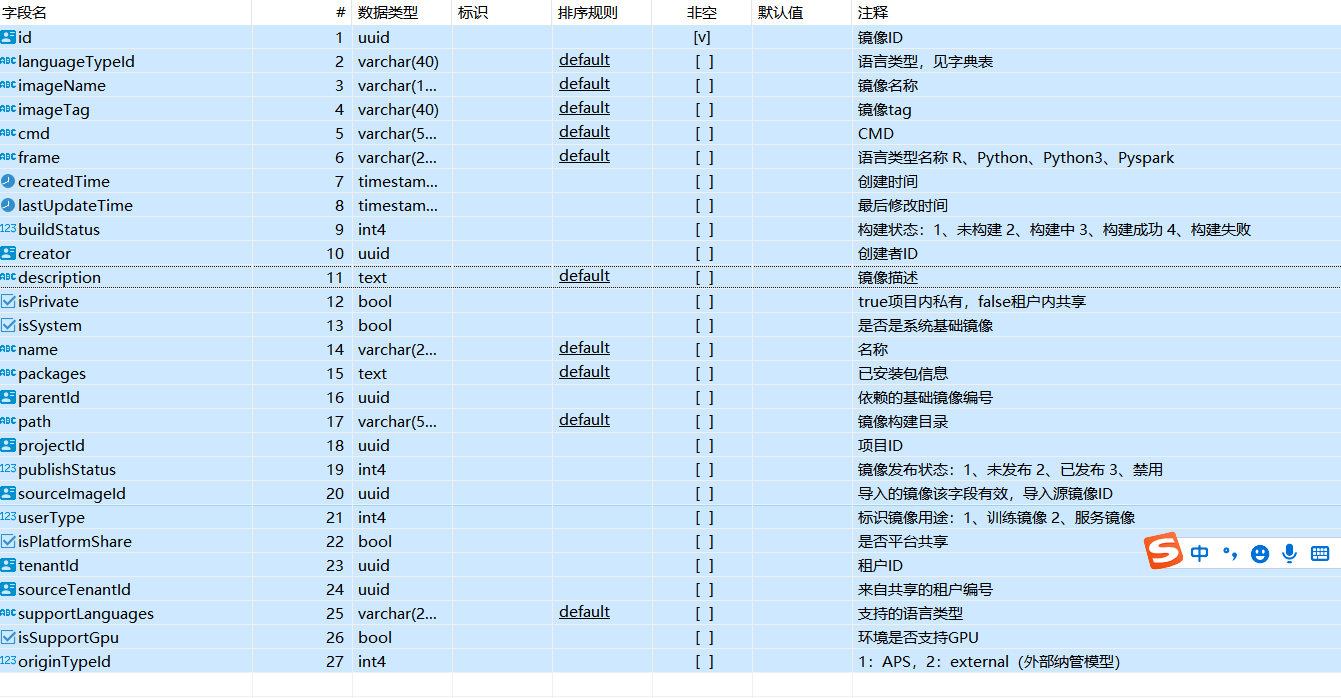 字段名 # 数据类型 标识 排序规则 非空 默认值 注释
id 1 uuid [v] 镜像ID
ABC languageTypeId 2 varchar(40) default [ ] 语言类型，见字典表
ABC imageName 3 varchar(1... default [ ] 镜像名称
ABC imageTag 4 varchar(40) default [ ] 镜像tag
ABC cmd 5 varchar(5... default [ ] CMD
ABC frame 6 varchar(2... default [ ] 语言类型名称 R、Python、Python3、Pyspark
createdTime 7 timestam... [ ] 创建时间
lastUpdateTime 8 timestam... [ ] 最后修改时间
123 buildStatus 9 int4 [ ] 构建状态：1、未构建 2、构建中 3、构建成功 4、构建失败
creator 10 uuid [ ] 创建者ID
ABC description 11 text default [ ] 镜像描述
isPrivate 12 bool [ ] true项目内私有，false租户内共享
isSystem 13 bool [ ] 是否是系统基础镜像
ABC name 14 varchar(2... default [ ] 名称
ABC packages 15 text default [ ] 已安装包信息
parentId 16 uuid [ ] 依赖的基础镜像编号
ABC path 17 varchar(5... default [ ] 镜像构建目录
projectId 18 uuid [ ] 项目ID
123 publishStatus 19 int4 [ ] 镜像发布状态：1、未发布 2、已发布 3、禁用
sourceImageId 20 uuid [ ] 导入的镜像该字段有效，导入源镜像ID
123 userType 21 int4 [ ] 标识镜像用途：1、训练镜像 2、服务镜像
isPlatformShare 22 bool [ ] 是否平台共享
S 中
tenantId 23 uuid [ ] 租户ID
sourceTenantId 24 uuid [ ] 来自共享的租户编号
ABC supportLanguages 25 varchar(2... default [ ] 支持的语言类型
isSupportGpu 26 bool [ ] 环境是否支持GPU
123 originTypeId 27 int4 [ ] 1：APS，2：external（外部纳管模型）